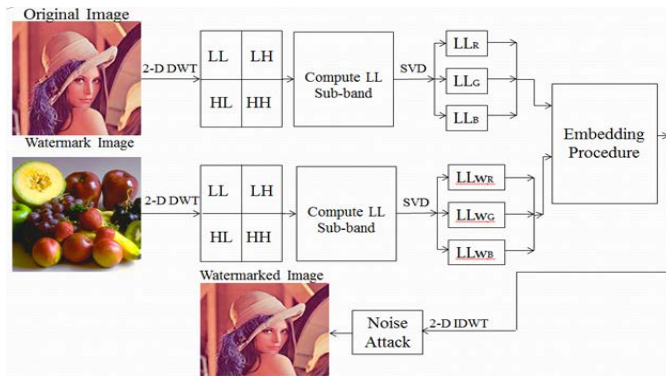 Original Image
2-D DWT
LL LH
HL HH
Compute LL
Sub-band
SVD
LLR
LLG
LLB
Embedding
Procedure
Watermark Image
2-D DWT
LL LH
HL HH
Compute LL
Sub-band
SVD
LLWR
LLWG
LLWB
Watermarked Image
Noise
Attack
2-D IDWT